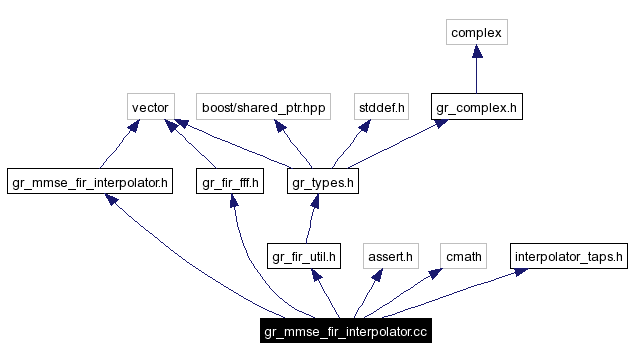 complex
vector
boost/shared_ptr.hpp
stddef.h
gr_complex.h
gr_mmse_fir_interpolator.h
gr_fir_fff.h
gr_types.h
gr_fir_util.h
assert.h
cmath
interpolator_taps.h
gr_mmse_fir_interpolator.cc